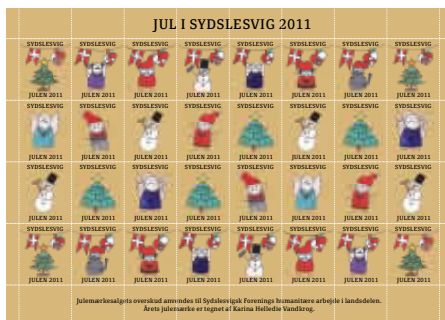 JUL I SYDSLESVIG 2011
SYDSLESVIG SYDSLESVIG SYDSLESVIG SYDSLESVIG SYDSLESVIG SYDSLESVIG SYDSLESVIG SYDSLESVIG
JULEN 2011 JULEN 2011 JULEN 2011 JULEN 2011 JULEN 2011 JULEN 2011 JULEN 2011 JULEN 2011
SYDSLESVIG SYDSLESVIG SYDSLESVIG SYDSLESVIG SYDSLESVIG SYDSLESVIG SYDSLESVIG SYDSLESVIG
JULEN 2011 JULEN 2011 JULEN 2011 JULEN 2011 JULEN 2011 JULEN 2011 JULEN 2011 JULEN 2011
SYDSLESVIG SYDSLESVIG SYDSLESVIG SYDSLESVIG SYDSLESVIG SYDSLESVIG SYDSLESVIG SYDSLESVIG
JULEN 2011 JULEN 2011 JULEN 2011 JULEN 2011 JULEN 2011 JULEN 2011 JULEN 2011 JULEN 2011
SYDSLESVIG SYDSLESVIG SYDSLESVIG SYDSLESVIG SYDSLESVIG SYDSLESVIG SYDSLESVIG SYDSLESVIG
JULEN 2011 JULEN 2011 JULEN 2011 JULEN 2011 JULEN 2011 JULEN 2011 JULEN 2011 JULEN 2011
Julemærkesalgets overskud anvendes til Sydslesvigsk Forenings humanitære arbejde i landsdelen.
Årets julemærke er tegnet af Karina Helledie Vandkrog.